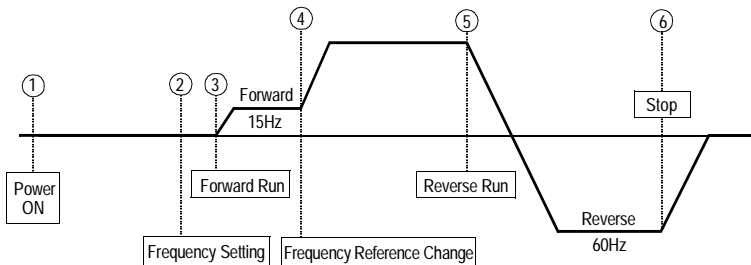 ① ② ③ ④ ⑤ ⑥
Forward
15Hz
Stop
Power
ON
Forward Run
Reverse Run
Reverse
60Hz
Frequency Setting
Frequency Reference Change